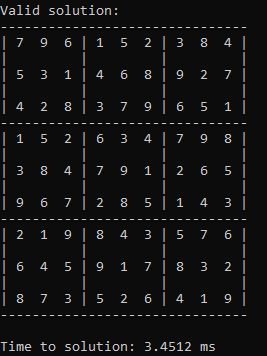 Valid solution:
-------------------------------
| 7  9  6 | 1  5  2 | 3  8  4 |
|         |         |         |
| 5  3  1 | 4  6  8 | 9  2  7 |
|         |         |         |
| 4  2  8 | 3  7  9 | 6  5  1 |
-------------------------------
| 1  5  2 | 6  3  4 | 7  9  8 |
|         |         |         |
| 3  8  4 | 7  9  1 | 2  6  5 |
|         |         |         |
| 9  6  7 | 2  8  5 | 1  4  3 |
-------------------------------
| 2  1  9 | 8  4  3 | 5  7  6 |
|         |         |         |
| 6  4  5 | 9  1  7 | 8  3  2 |
|         |         |         |
| 8  7  3 | 5  2  6 | 4  1  9 |
-------------------------------
Time to solution: 3.4512 ms